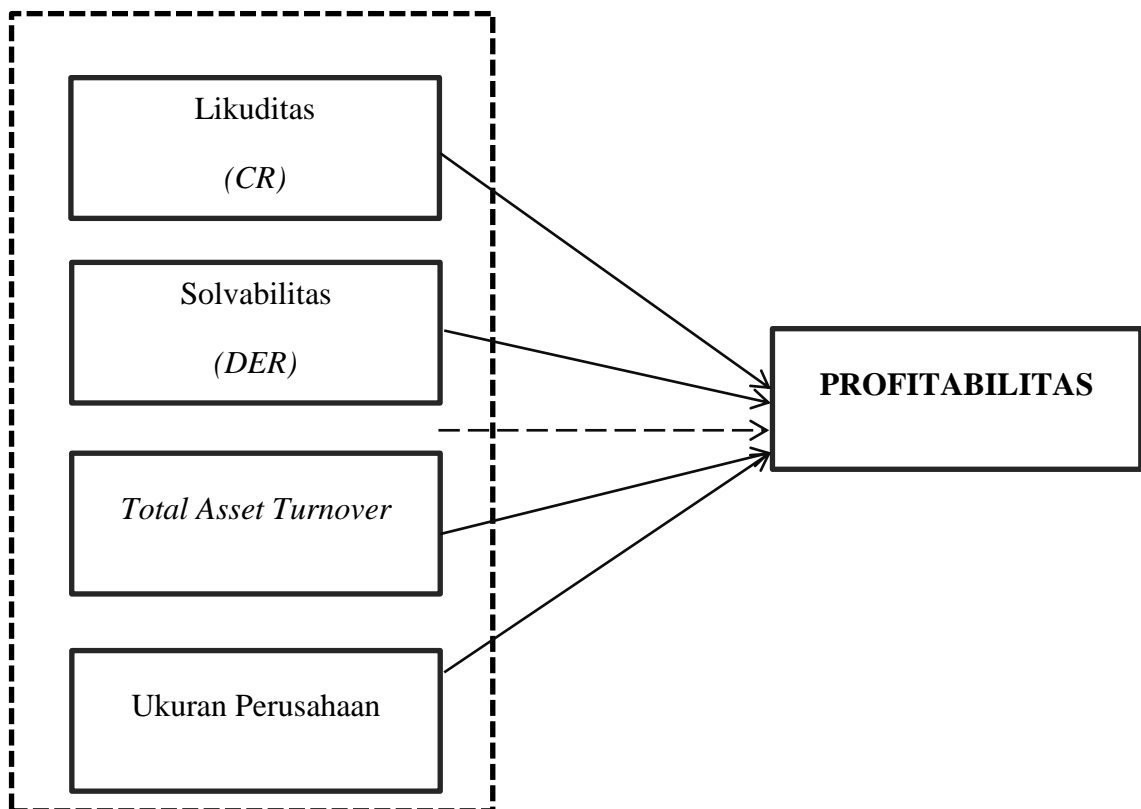 Likuditas
(CR)
Solvabilitas
(DER)
PROFITABILITAS
Total Asset Turnover
Ukuran Perusahaan